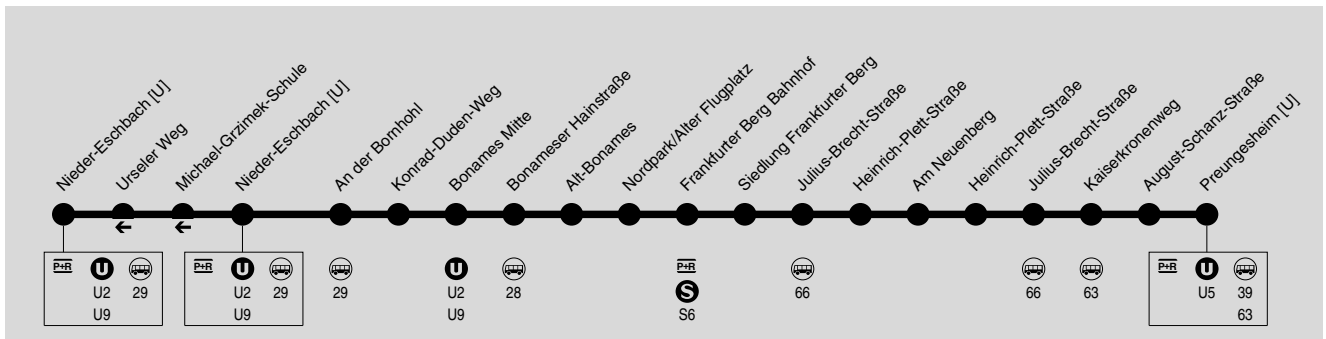 Nieder-Eschbach [U]
Urseler Weg
Michael-Grzimek-Schule
Nieder-Eschbach [U]
An der Bornhohl
Konrad-Duden-Weg
Bonames Mitte
Bonameser Hainstraße
Alt-Bonames
Nordpark/Alter Flugplatz
Frankfurter Berg Bahnhof
Siedlung Frankfurter Berg
Julius-Brecht-Straße
Heinrich-Plett-Straße
Am Neuenberg
Heinrich-Plett-Straße
Julius-Brecht-Straße
Kaiserkronenweg
August-Schanz-Straße
Preungesheim [U]
P+R U
U2 29
U9
P+R U
U2 29
U9
29
U
U2
U9
28
P+R
S
S6
66
66
63
P+R U
U5 39
63